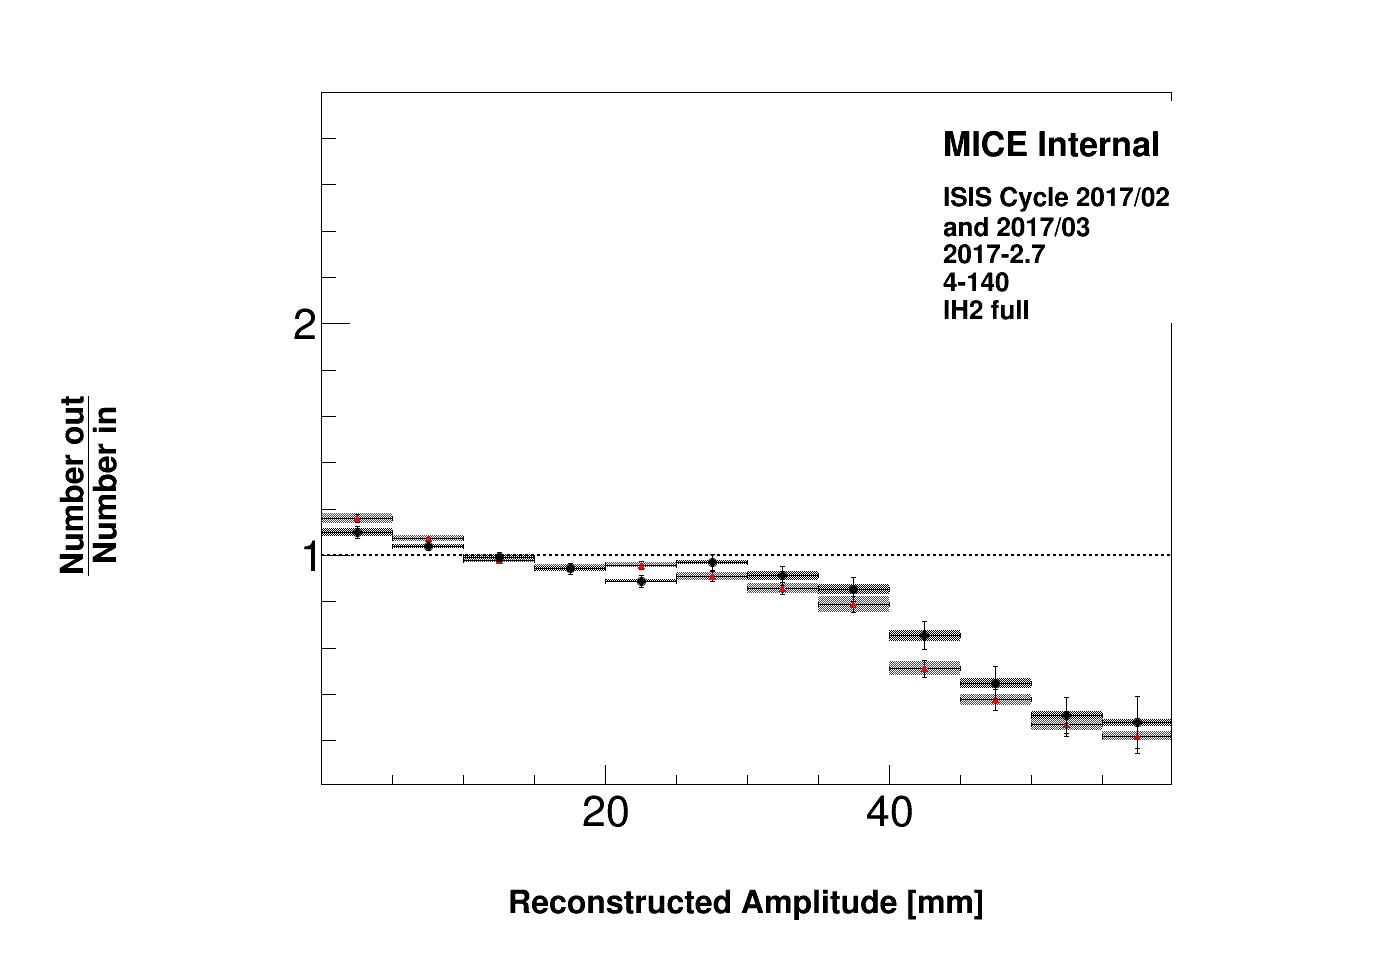 MICE Internal
ISIS Cycle 2017/02
and 2017/03
2017-2.7
4-140
IH2 full
2
1
Number out
Number in
20
40
Reconstructed Amplitude [mm]